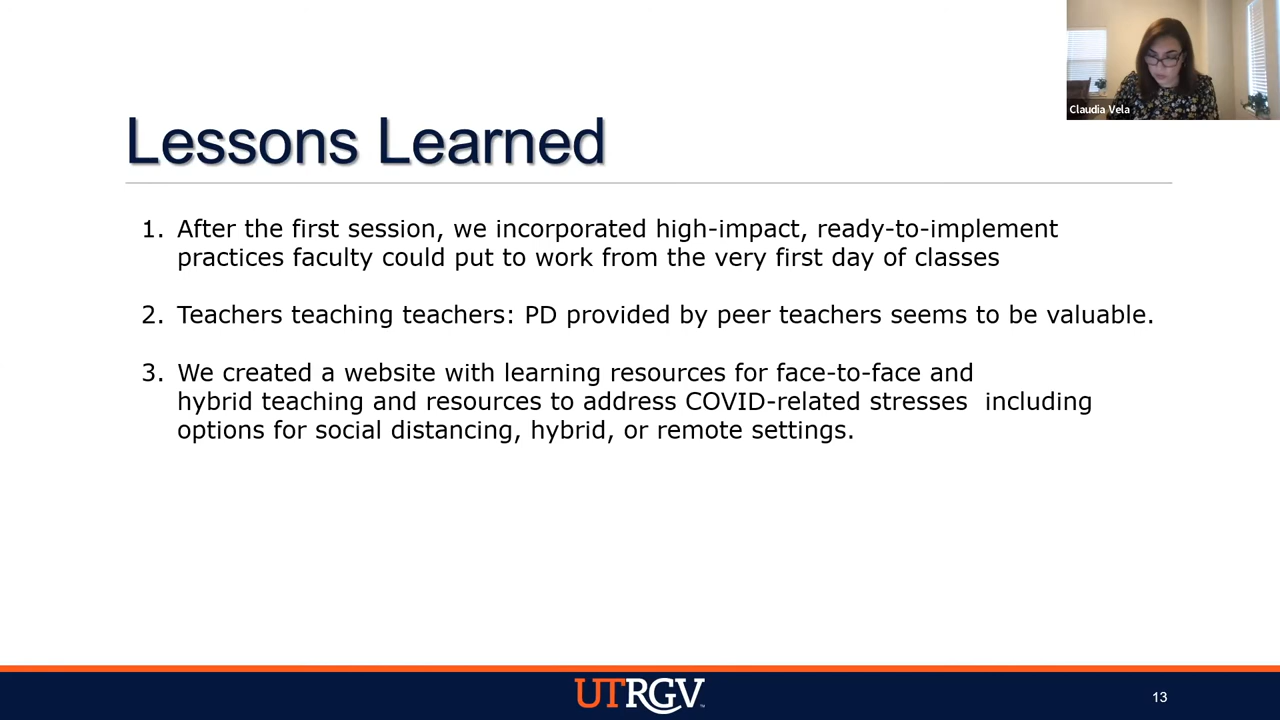 Claudia Vela
Lessons Learned
1. After the first session, we incorporated high-impact, ready-to-implement
practices faculty could put to work from the very first day of classes
2. Teachers teaching teachers: PD provided by peer teachers seems to be valuable.
3. We created a website with learning resources for face-to-face and
hybrid teaching and resources to address COVID-related stresses  including
options for social distancing, hybrid, or remote settings.
UTRGV
13